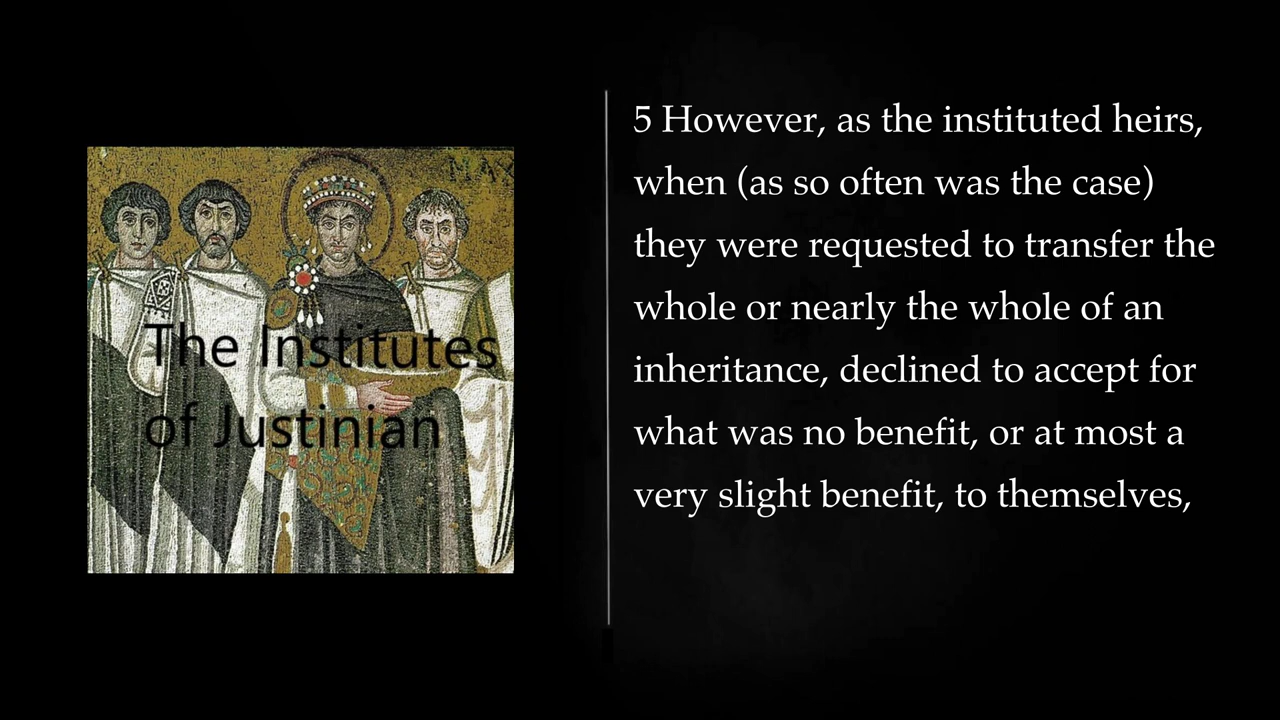 MAX
The Institutes
of Justinian
5 However, as the instituted heirs,
when (as so often was the case)
they were requested to transfer the
whole or nearly the whole of an
inheritance, declined to accept for
what was no benefit, or at most a
very slight benefit, to themselves,